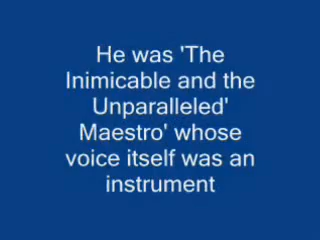 He was 'The
Inimicable and the
Unparalleled'
Maestro' whose
voice itself was an
instrument